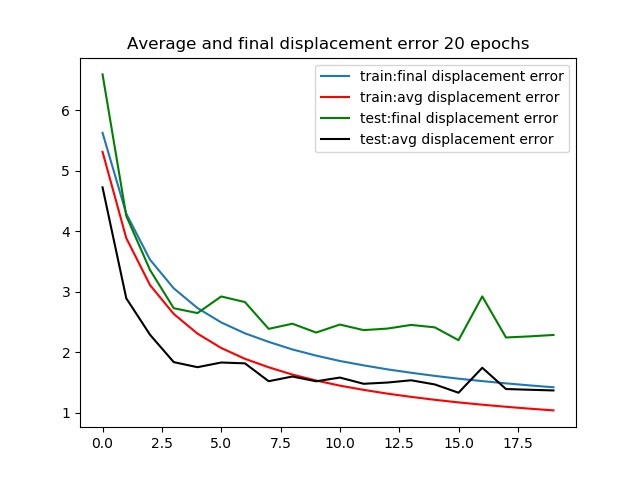 Average and final displacement error 20 epochs
train:final displacement error
train:avg displacement error
test:final displacement error
test:avg displacement error
6
5
4
3
2
1
0.0 2.5 5.0 7.5 10.0 12.5 15.0 17.5